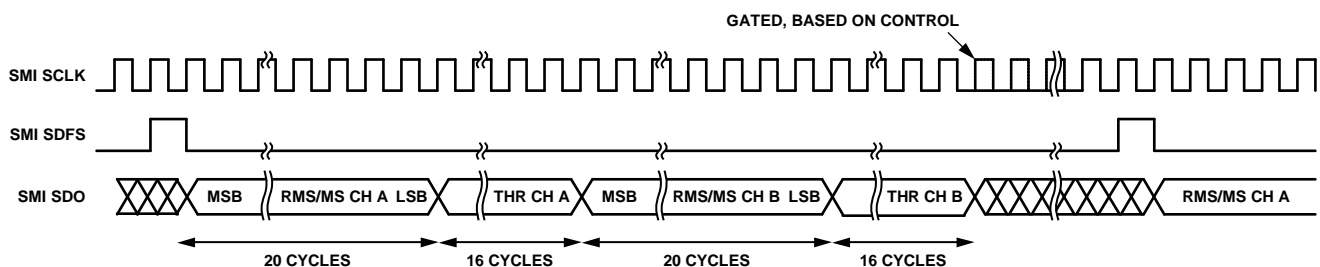 GATED, BASED ON CONTROL
SMI SCLK
SMI SDFS
SMI SDO
MSB
RMS/MS CH A LSB
THR CH A
MSB
RMS/MS CH B LSB
THR CH B
RMS/MS CH A
20 CYCLES
16 CYCLES
20 CYCLES
16 CYCLES